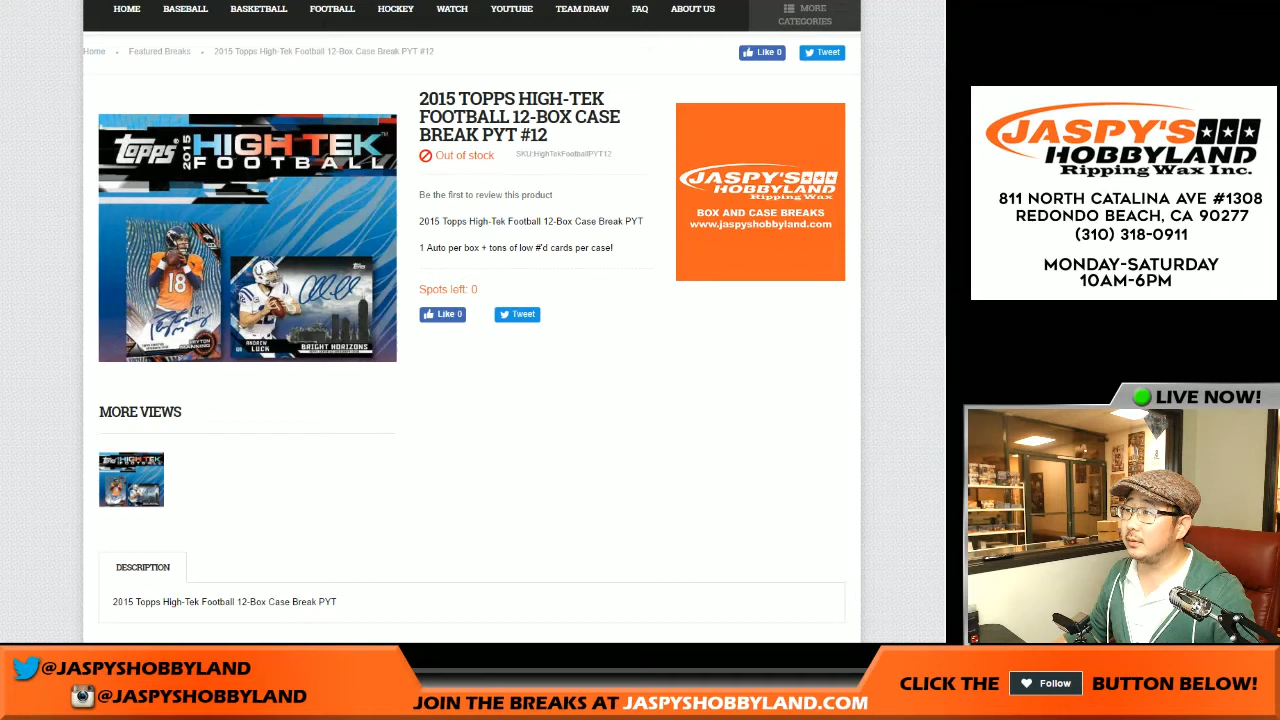 HOME BASEBALL BASKETBALL FOOTBALL HOCKEY WATCH YOUTUBE TEAM DRAW FAQ ABOUT US MORE CATEGORIES
Home Featured Breaks 2015 Topps High-Tek Football 12-Box Case Break PYT #12
Like 0 Tweet
2015 TOPPS HIGH-TEK
FOOTBALL 12-BOX CASE
BREAK PYT #12
Out of stock SKU:HighTekFootballPYT12
Be the first to review this product
2015 Topps High-Tek Football 12-Box Case Break PYT
1 Auto per box + tons of low #'d cards per case!
Spots left: 0
Like 0 Tweet
Topps 2015 HIGH TEK
FOOTBALL
18
PEYTON
MANNING
12
ANDREW
LUCK
BRIGHT HORIZONS
JASPY'S
HOBBYLAND
Ripping Wax
BOX AND CASE BREAKS
www.jaspyshobbyland.com
MORE VIEWS
DESCRIPTION
2015 Topps High-Tek Football 12-Box Case Break PYT
JASPY'S
HOBBYLAND
Ripping Wax Inc.
811 NORTH CATALINA AVE #1308
REDONDO BEACH, CA 90277
(310) 318-0911
MONDAY-SATURDAY
10AM-6PM
LIVE NOW!
@JASPYSHOBBYLAND
@JASPYSHOBBYLAND
JOIN THE BREAKS AT JASPYSHOBBYLAND.COM
CLICK THE Follow BUTTON BELOW!